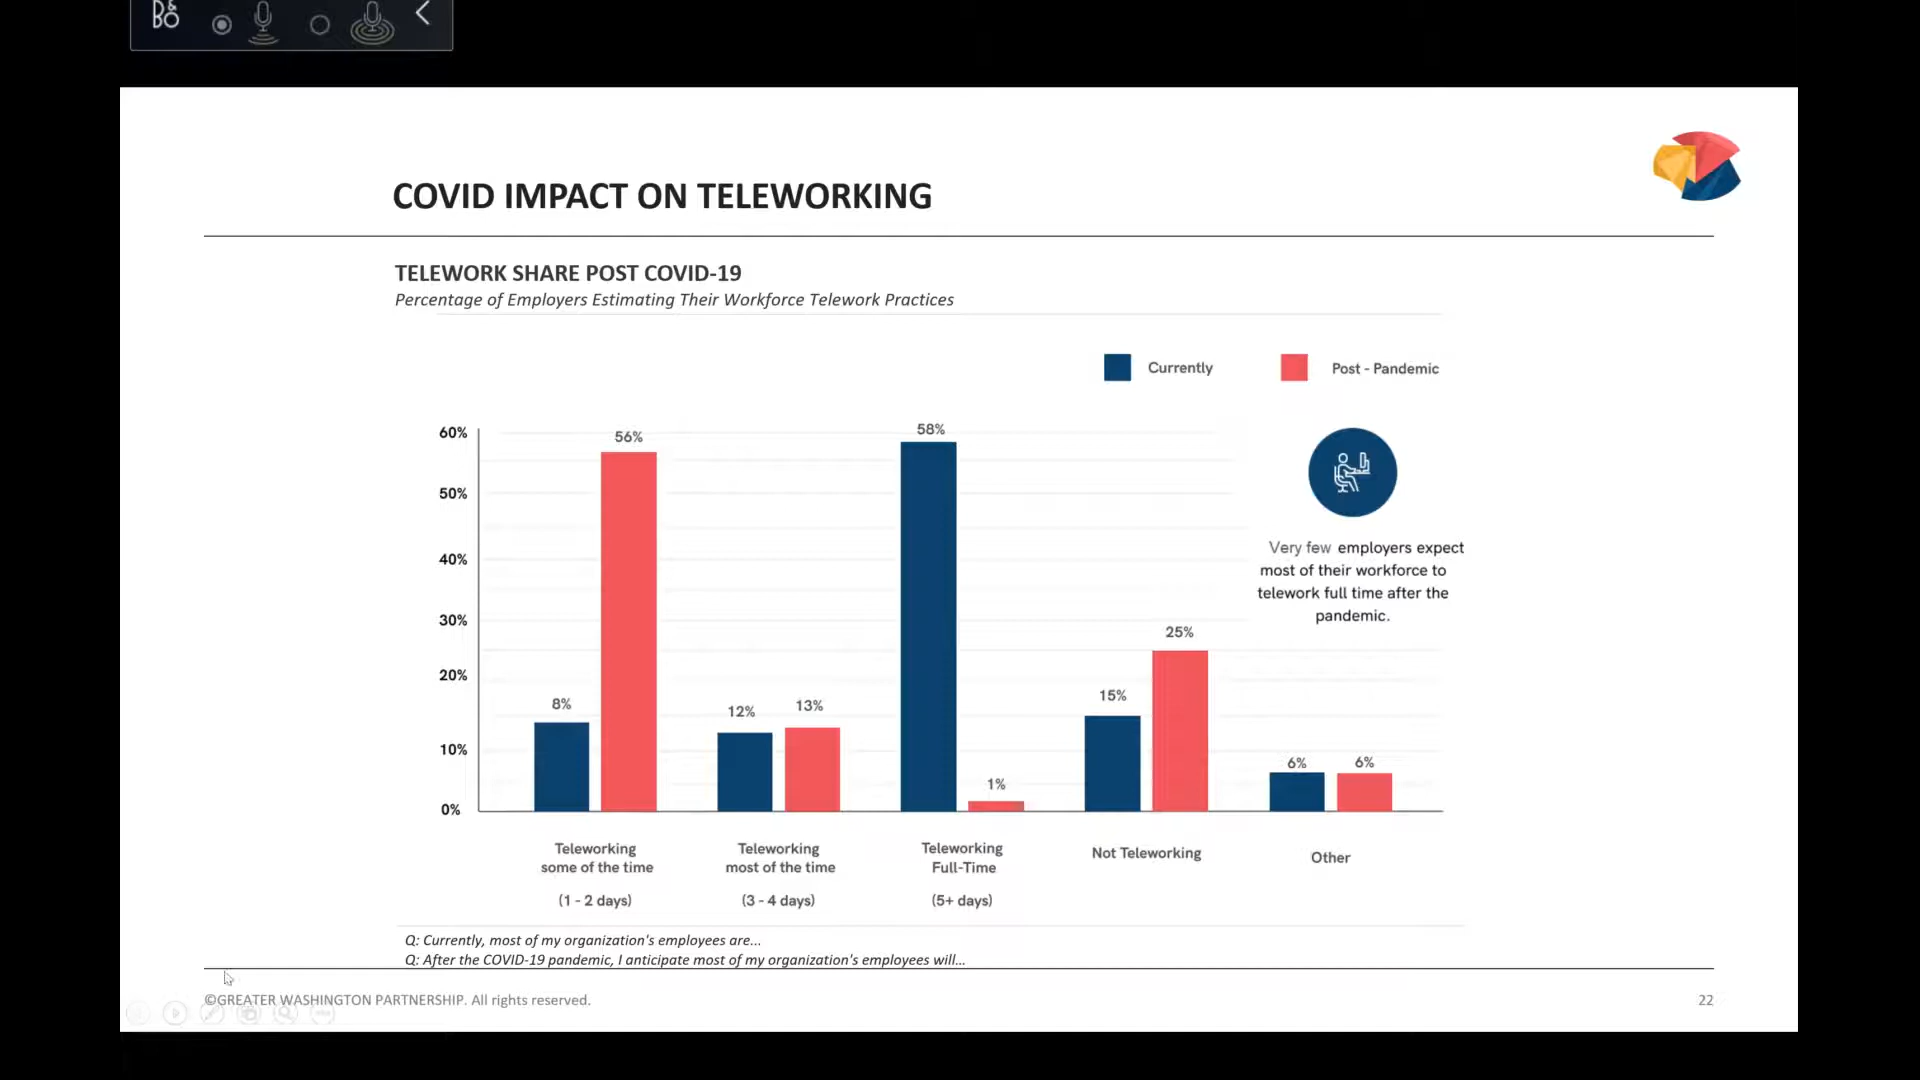 B&O
COVID IMPACT ON TELEWORKING
TELEWORK SHARE POST COVID-19
Percentage of Employers Estimating Their Workforce Telework Practices
Currently
Post - Pandemic
60%
50%
40%
30%
20%
10%
0%
8%
56%
12%
13%
58%
1%
15%
25%
6%
6%
Very few employers expect
most of their workforce to
telework full time after the
pandemic.
Teleworking
some of the time
(1 - 2 days)
Teleworking
most of the time
(3 - 4 days)
Teleworking
Full-Time
(5+ days)
Not Teleworking
Other
Q: Currently, most of my organization's employees are...
Q: After the COVID-19 pandemic, I anticipate most of my organization's employees will...
©GREATER WASHINGTON PARTNERSHIP. All rights reserved.
22